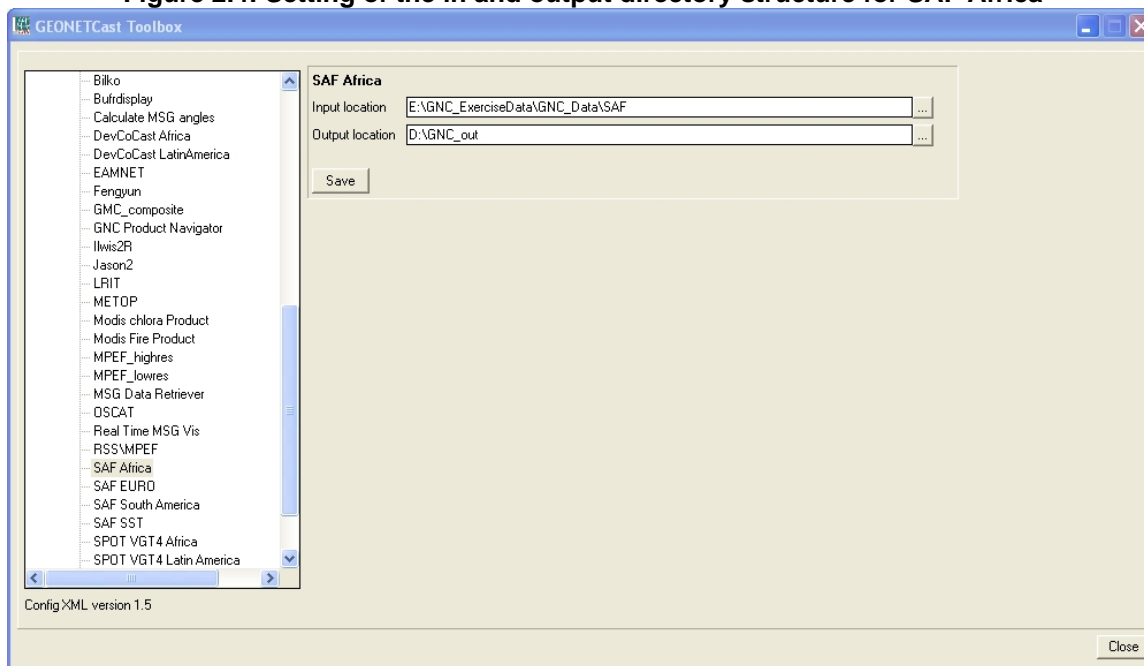 Figure 2.4: Setting of the in and output directory structure for SAF Africa
GEONETCast Toolbox
Bilko
Bufrdisplay
Calculate MSG angles
DevCoCast Africa
DevCoCast LatinAmerica
EAMNET
Fengyun
GMC_composite
GNC Product Navigator
Ilwis2R
Jason2
LRIT
METOP
Modis chlora Product
Modis Fire Product
MPEF_highres
MPEF_lowres
MSG Data Retriever
OSCAT
Real Time MSG Vis
RSS\MPEF
SAF Africa
SAF EURO
SAF South America
SAF SST
SPOT VGT4 Africa
SPOT VGT4 Latin America
Config XML version 1.5
SAF Africa
Input location E:\GNC_ExerciseData\GNC_Data\SAF ...
Output location D:\GNC_out ...
Save
Close